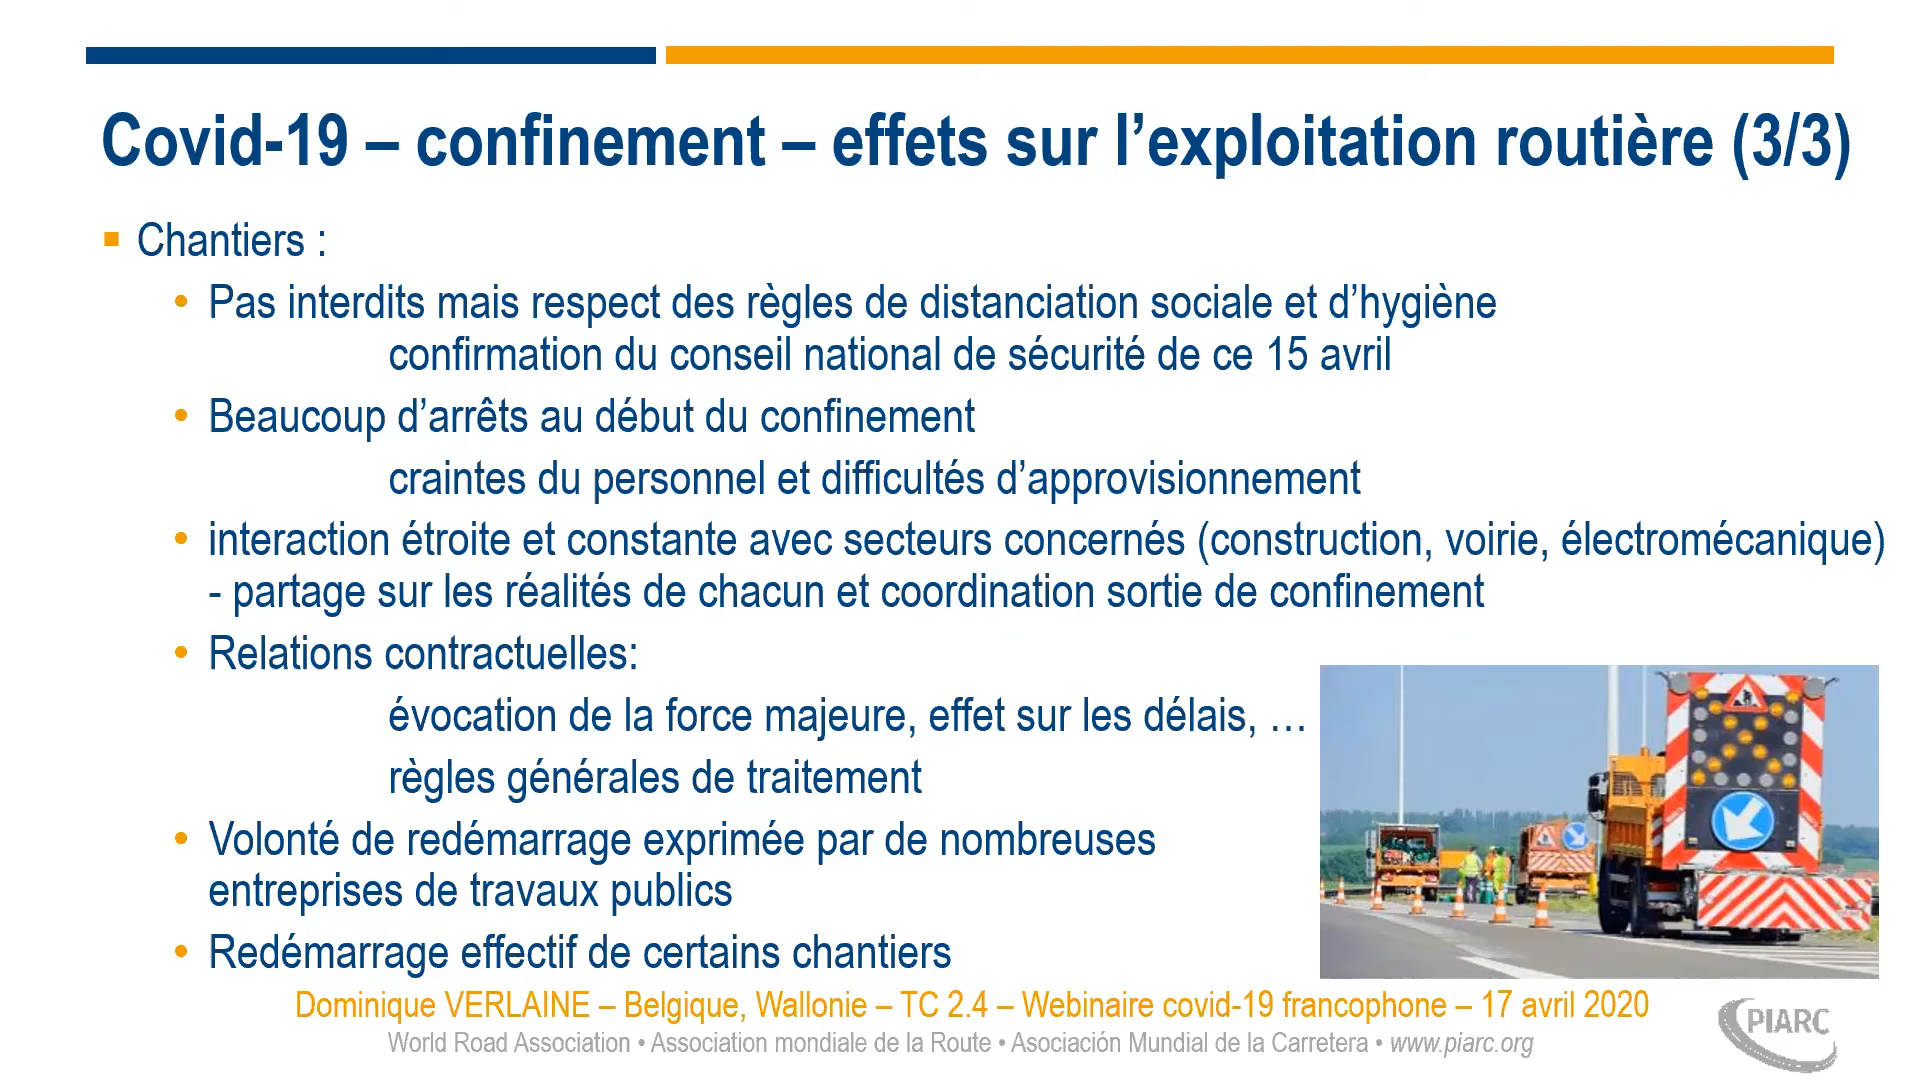 Covid-19 – confinement – effets sur l’exploitation routière (3/3)
Chantiers :
Pas interdits mais respect des règles de distanciation sociale et d’hygiène
confirmation du conseil national de sécurité de ce 15 avril
Beaucoup d’arrêts au début du confinement
craintes du personnel et difficultés d’approvisionnement
interaction étroite et constante avec secteurs concernés (construction, voirie, électromécanique)
- partage sur les réalités de chacun et coordination sortie de confinement
Relations contractuelles:
évocation de la force majeure, effet sur les délais, …
règles générales de traitement
Volonté de redémarrage exprimée par de nombreuses
entreprises de travaux publics
Redémarrage effectif de certains chantiers
Dominique VERLAINE – Belgique, Wallonie – TC 2.4 – Webinaire covid-19 francophone – 17 avril 2020
World Road Association • Association mondiale de la Route • Asociación Mundial de la Carretera • www.piarc.org
PIARC